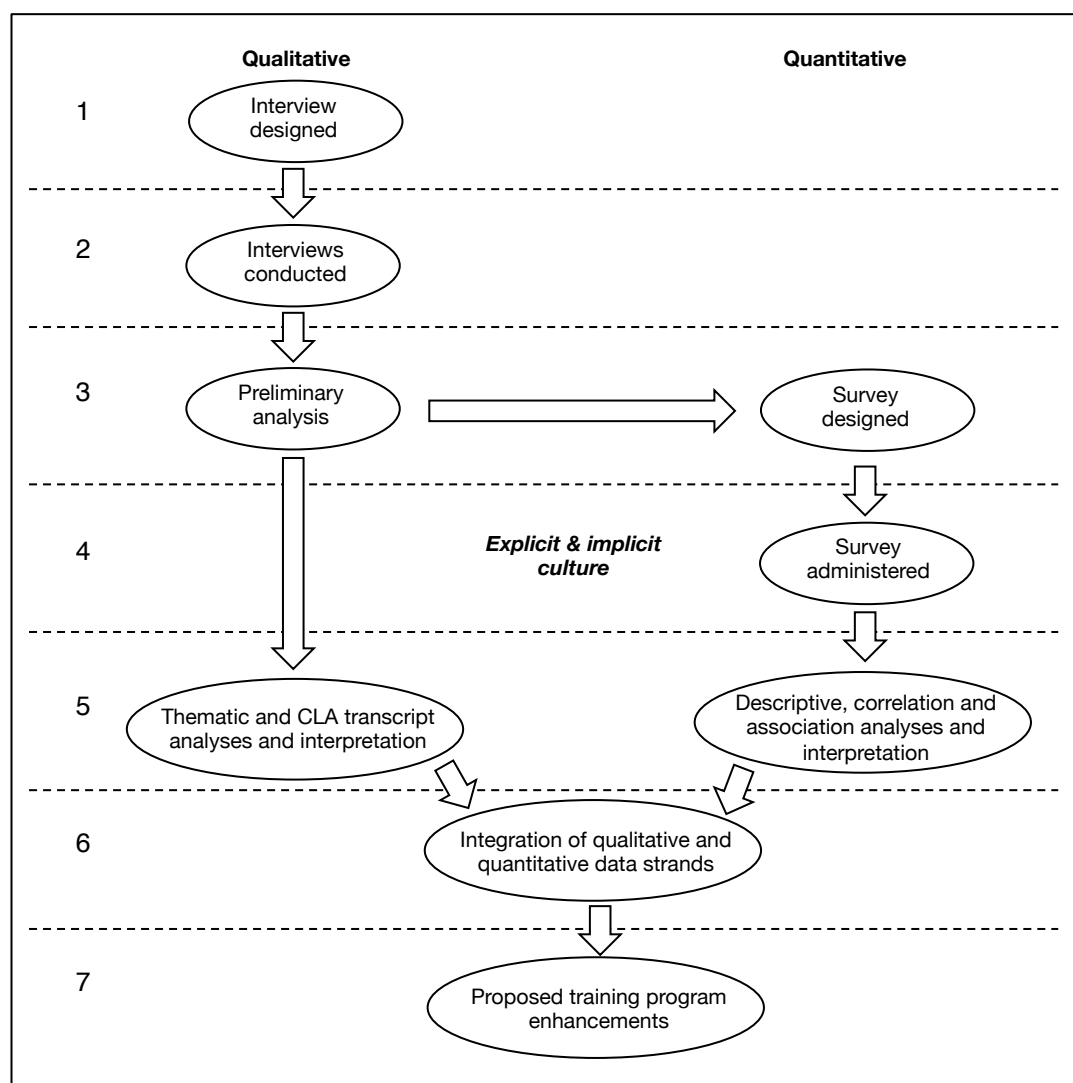 Qualitative
Quantitative
1
Interview
designed
2
Interviews
conducted
3
Preliminary
analysis
Survey
designed
4
Explicit & implicit
culture
Survey
administered
5
Thematic and CLA transcript
analyses and interpretation
Descriptive, correlation and
association analyses and
interpretation
6
Integration of qualitative and
quantitative data strands
7
Proposed training program
enhancements